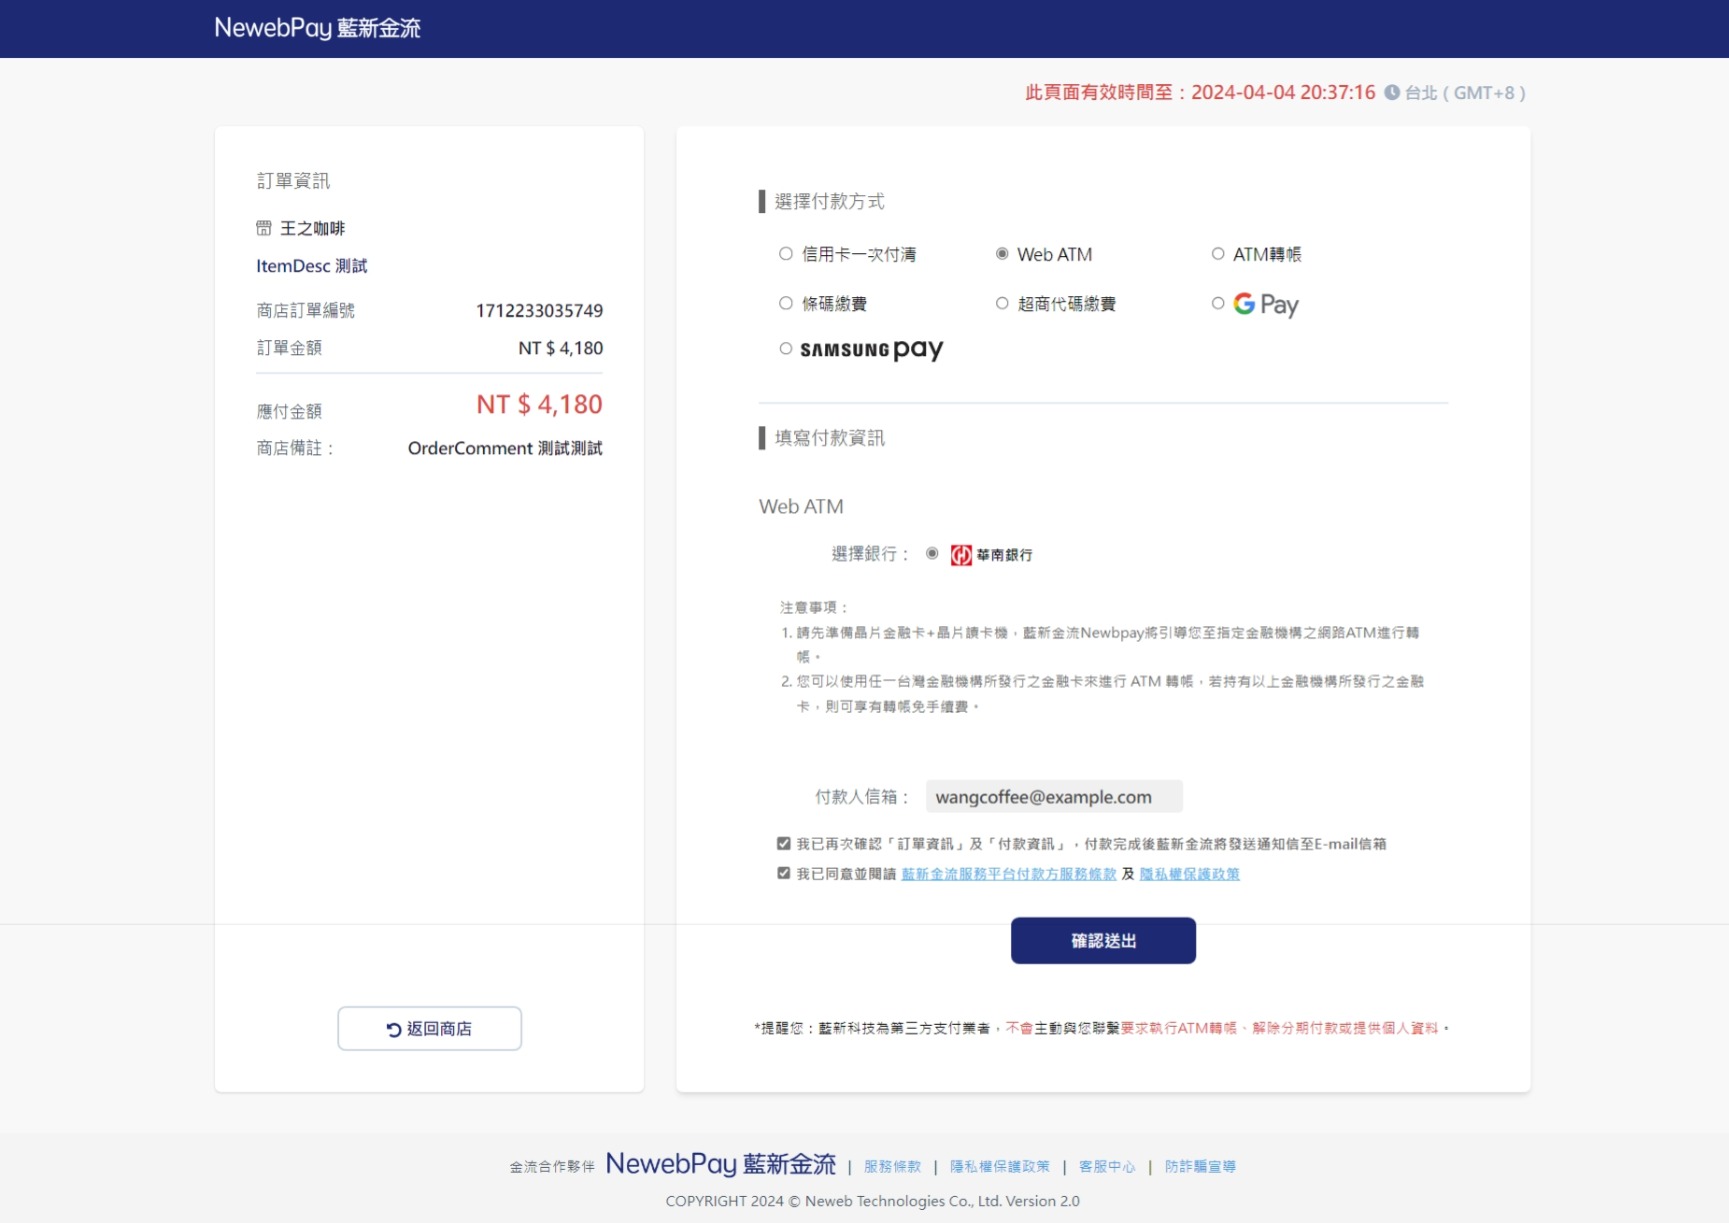 NewebPay 藍新金流
此頁面有效時間至：2024-04-04 20:37:16 台北 ( GMT+8 )
訂單資訊
王之咖啡
ItemDesc 測試
商店訂單編號 1712233035749
訂單金額 NT $ 4,180
應付金額 NT $ 4,180
商店備註： OrderComment 測試測試
返回商店
選擇付款方式
信用卡一次付清 Web ATM ATM轉帳
條碼繳費 超商代碼繳費 G Pay
SAMSUNG pay
填寫付款資訊
Web ATM
選擇銀行： 華南銀行
注意事項：
1. 請先準備晶片金融卡+晶片讀卡機，藍新金流Newbpay將引導您至指定金融機構之網路ATM進行轉
帳。
2. 您可以使用任一台灣金融機構所發行之金融卡來進行 ATM 轉帳，若持有以上金融機構所發行之金融
卡，則可享有轉帳免手續費。
付款人信箱： wangcoffee@example.com
我已再次確認「訂單資訊」及「付款資訊」，付款完成後藍新金流將發送通知信至E-mail信箱
我已同意並閱讀 藍新金流服務平台付款方服務條款 及 隱私權保護政策
確認送出
*提醒您：藍新科技為第三方支付業者，不會主動與您聯繫要求執行ATM轉帳、解除分期付款或提供個人資料。
金流合作夥伴 NewebPay 藍新金流 | 服務條款 | 隱私權保護政策 | 客服中心 | 防詐騙宣導
COPYRIGHT 2024 © Neweb Technologies Co., Ltd. Version 2.0